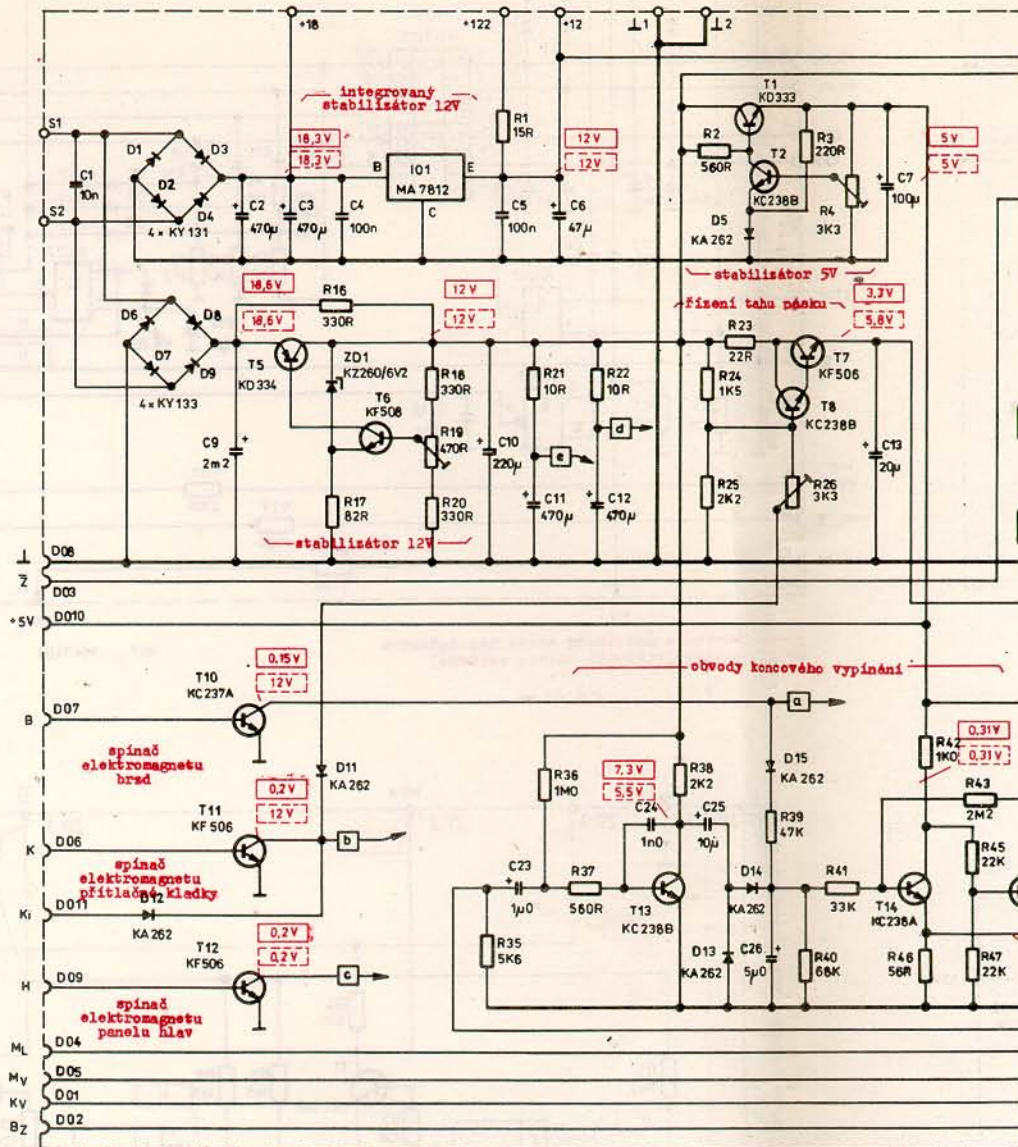 +18
+122
+12
⊥1
⊥2
integrovaný
stabilizátor 12V
T1
KD333
S1
18,3V
18,3V
R1
15R
12V
12V
R2
560R
T2
KC238B
R3
220R
5V
5V
D1
D3
C1
10n
D2
D4
B
IO1
MA 7812
E
C
S2
4× KY 131
C2
470µ
C3
470µ
C4
100n
C5
100n
C6
47µ
D5
KA 262
R4
3K3
C7
100µ
stabilizátor 5V
18,6V
18,6V
R16
330R
12V
12V
řízení tahu pásku
3,3V
5,8V
D6
D8
D7
D9
4× KY 133
T5
KD 334
ZD1
KZ260/6V2
R18
330R
R21
10R
R22
10R
R23
22R
R24
1K5
T7
KF 506
T6
KF508
T8
KC238B
d
C9
2m2
R19
470R
C10
220µ
e
C13
20µ
R17
82R
R20
330R
C11
470µ
C12
470µ
R25
2K2
R26
3K3
stabilizátor 12V
⊥ D08
Z̅
D03
+5V D010
obvody koncového vypínání
T10
KC237A
0,15V
12V
a
B D07
spínač
elektromagnetu
brzd
D11
KA 262
R36
1M0
7,3V
5,5V
R38
2K2
D15
KA 262
R42
1K0
0,31V
0,31V
T11
KF 506
0,2V
12V
C24
1n0
C25
10µ
R39
47K
R43
2M2
K D06
b
R45
22K
spínač
elektromagnetu
přítlačné kladky
C23
1µ0
R37
560R
T13
KC238B
D14
KA262
R41
33K
T14
KC238A
Ki D011
D12
KA 262
T12
KF506
0,2V
0,2V
c
R35
5K6
D13
KA262
C26
5µ0
R40
68K
R46
56R
R47
22K
H D09
spínač
elektromagnetu
panelu hlav
ML D04
MV D05
KV D01
BZ D02